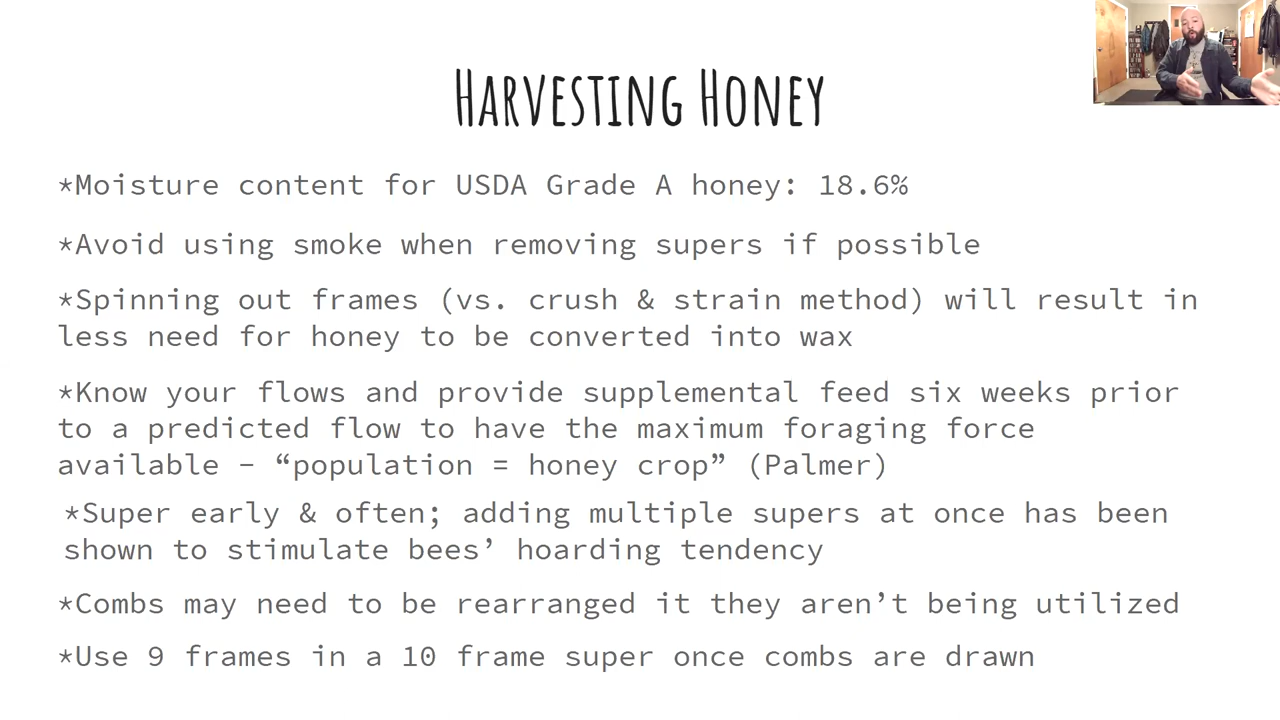 Harvesting Honey
*Moisture content for USDA Grade A honey: 18.6%
*Avoid using smoke when removing supers if possible
*Spinning out frames (vs. crush & strain method) will result in
less need for honey to be converted into wax
*Know your flows and provide supplemental feed six weeks prior
to a predicted flow to have the maximum foraging force
available – “population = honey crop” (Palmer)
*Super early & often; adding multiple supers at once has been
shown to stimulate bees’ hoarding tendency
*Combs may need to be rearranged it they aren’t being utilized
*Use 9 frames in a 10 frame super once combs are drawn